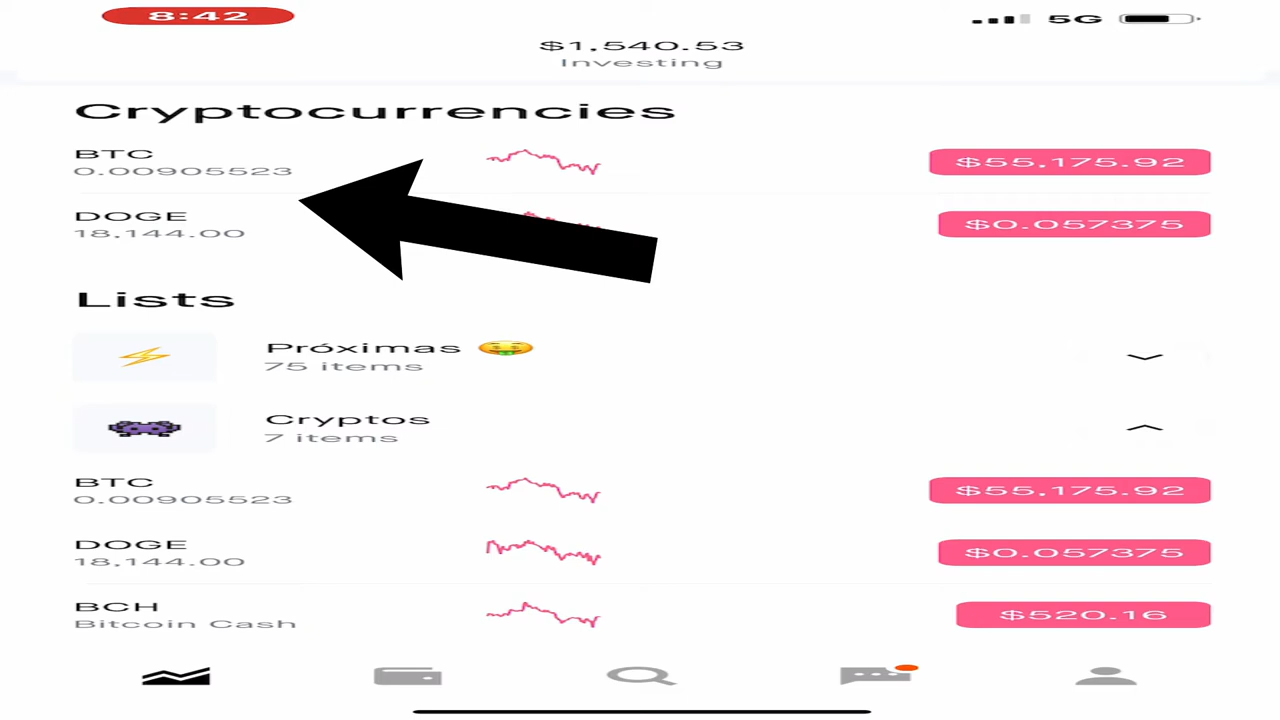 8:42
5G
$1,540.53
Investing
Cryptocurrencies
BTC
0.00905523
$55,175.92
DOGE
18,144.00
$0.057375
Lists
Próximas 🤑
75 items
Cryptos
7 items
BTC
0.00905523
$55,175.92
DOGE
18,144.00
$0.057375
BCH
Bitcoin Cash
$520.16